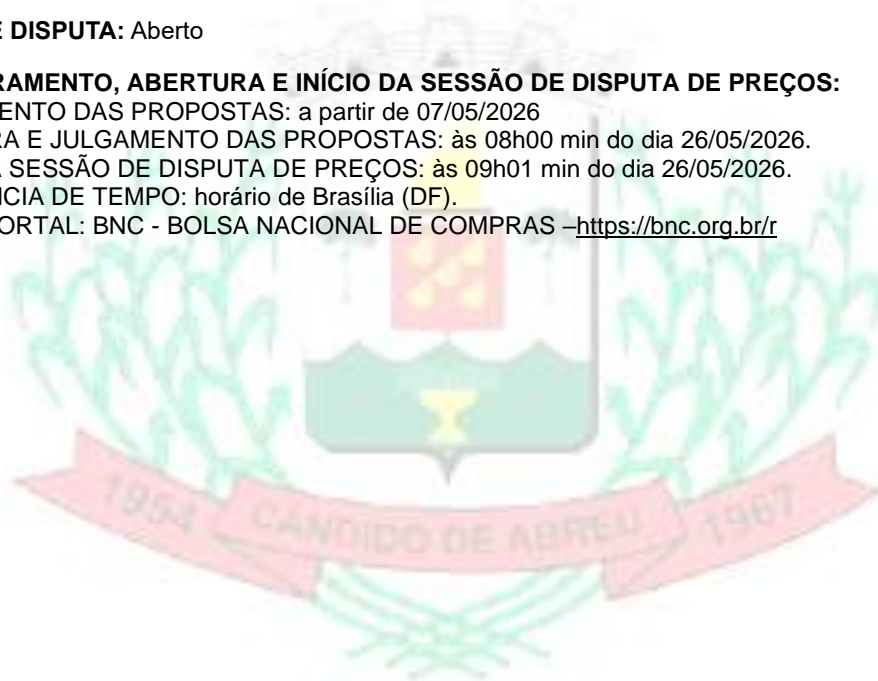 E DISPUTA: Aberto
RAMENTO, ABERTURA E INÍCIO DA SESSÃO DE DISPUTA DE PREÇOS:
ENTO DAS PROPOSTAS: a partir de 07/05/2026
RA E JULGAMENTO DAS PROPOSTAS: às 08h00 min do dia 26/05/2026.
A SESSÃO DE DISPUTA DE PREÇOS: às 09h01 min do dia 26/05/2026.
NCIA DE TEMPO: horário de Brasília (DF).
ORTAL: BNC - BOLSA NACIONAL DE COMPRAS –https://bnc.org.br/r
1954 CANDIDO DE ABREU 1967